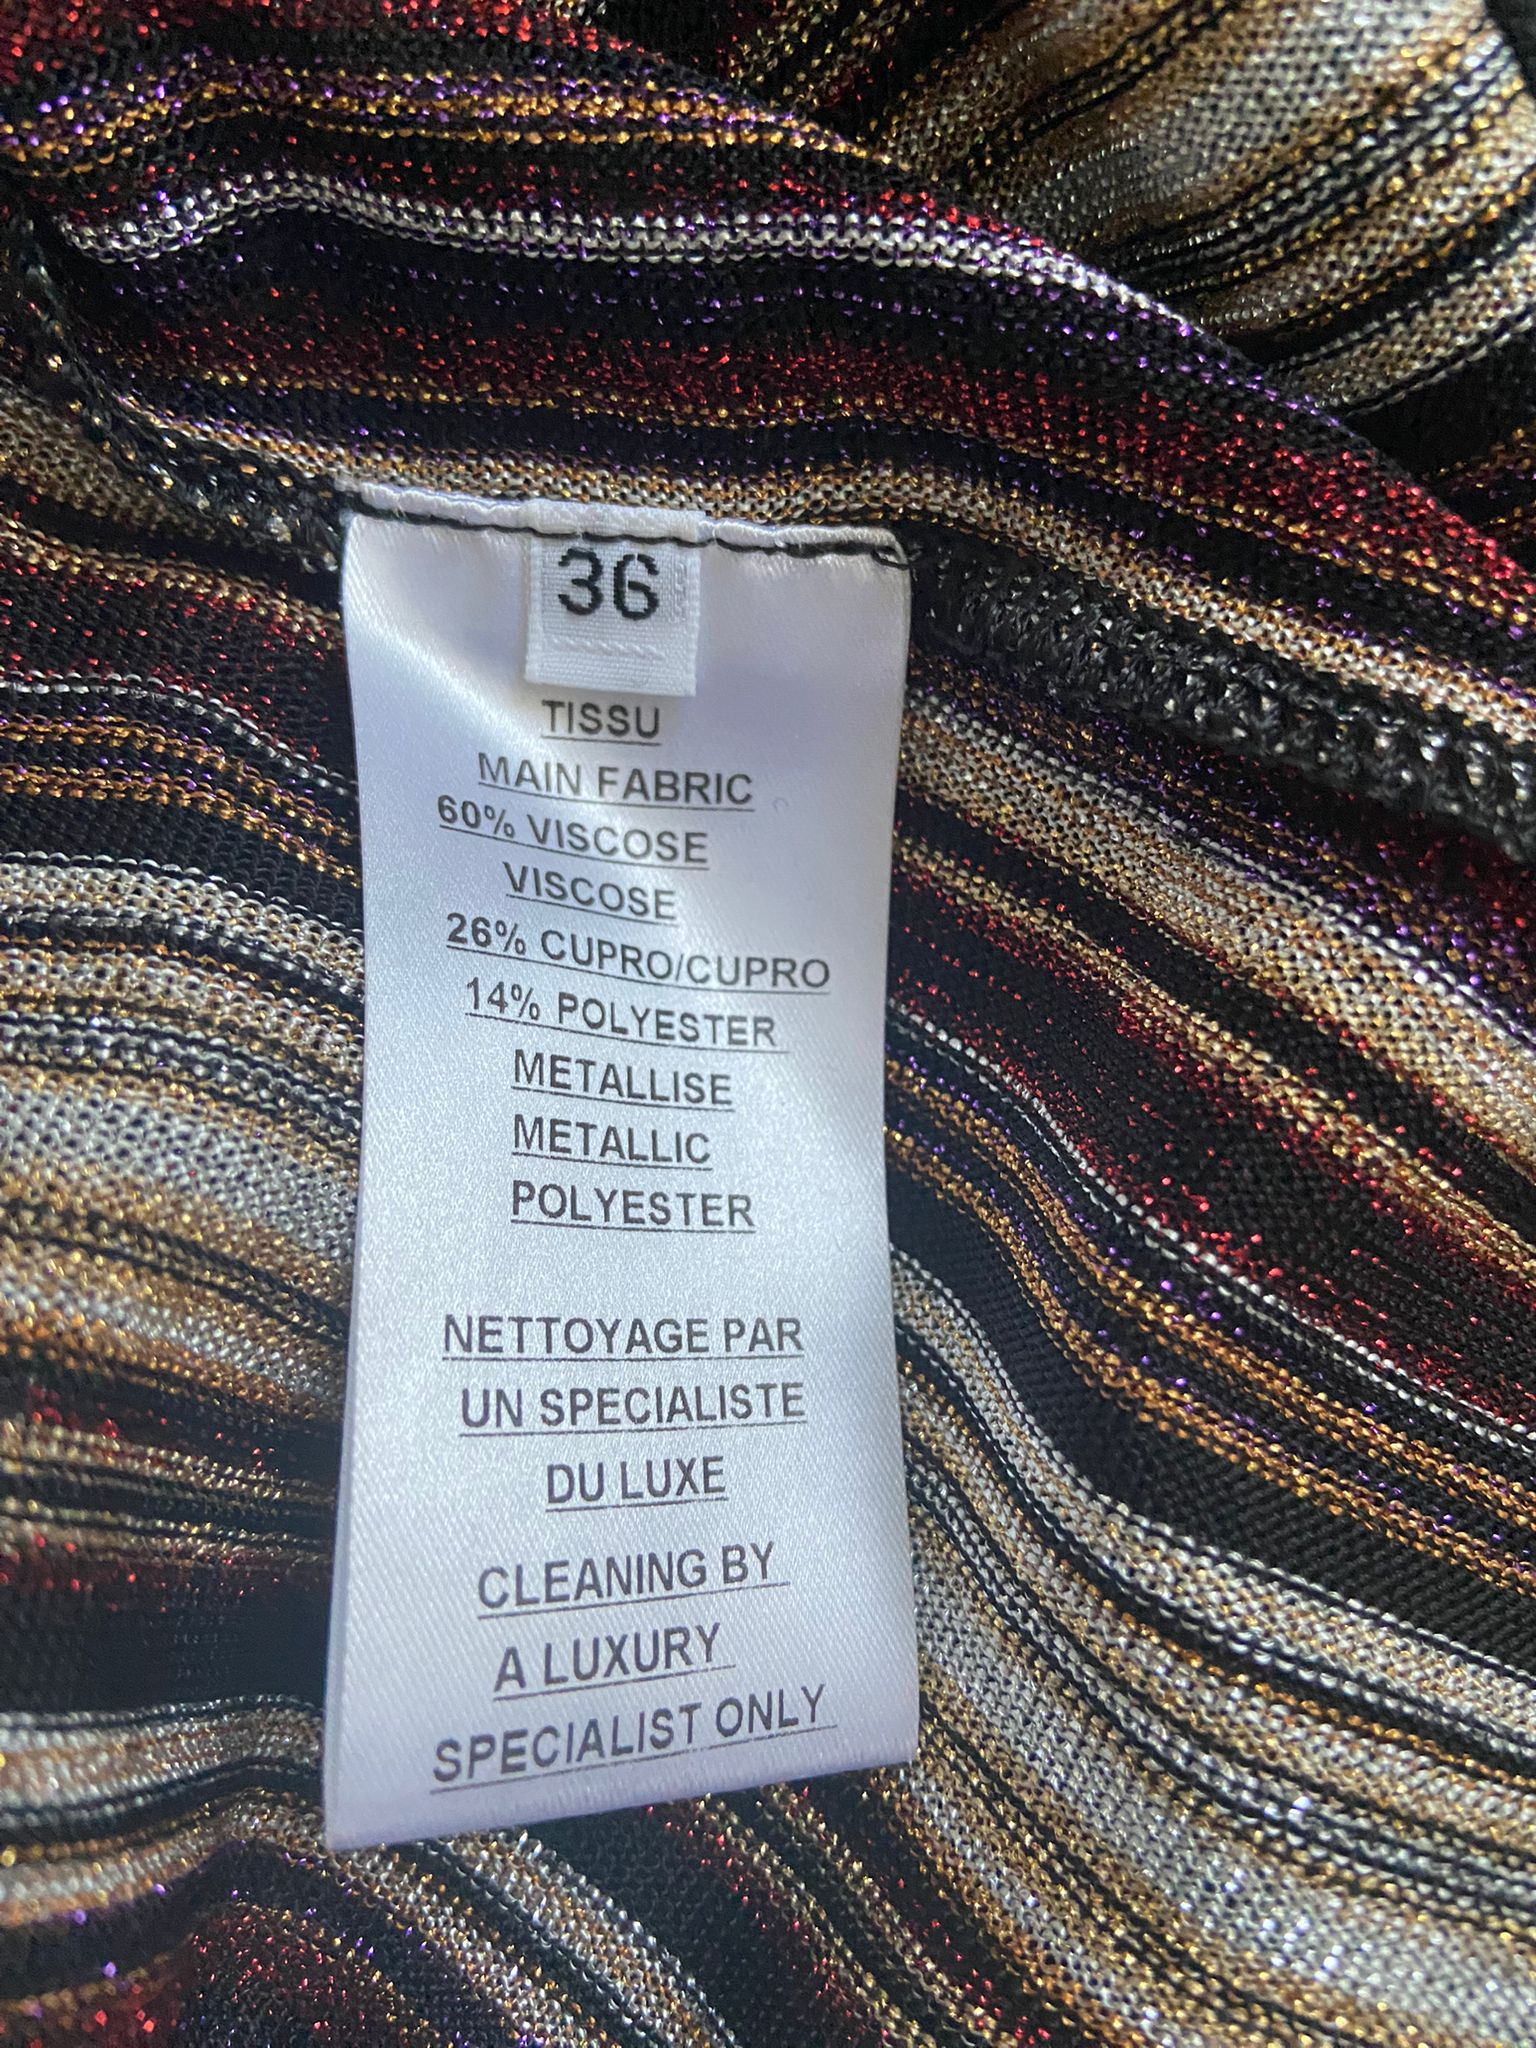 36
TISSU
MAIN FABRIC
60% VISCOSE
VISCOSE
26% CUPRO/CUPRO
14% POLYESTER
METALLISE
METALLIC
POLYESTER
NETTOYAGE PAR
UN SPECIALISTE
DU LUXE
CLEANING BY
A LUXURY
SPECIALIST ONLY